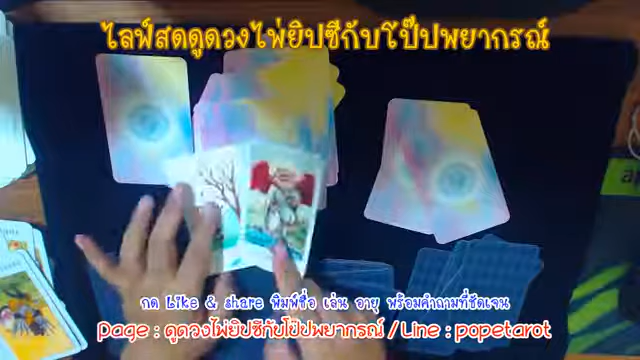 ไลฟ์สดดูดวงไพ่ยิปซีกับโป๊ปพยากรณ์
กด Like & share พิมพ์ชื่อ เล่น อายุ พร้อมคำถามที่ชัดเจน
Page : ดูดวงไพ่ยิปซีกับโป๊ปพยากรณ์ / Line : popetarot